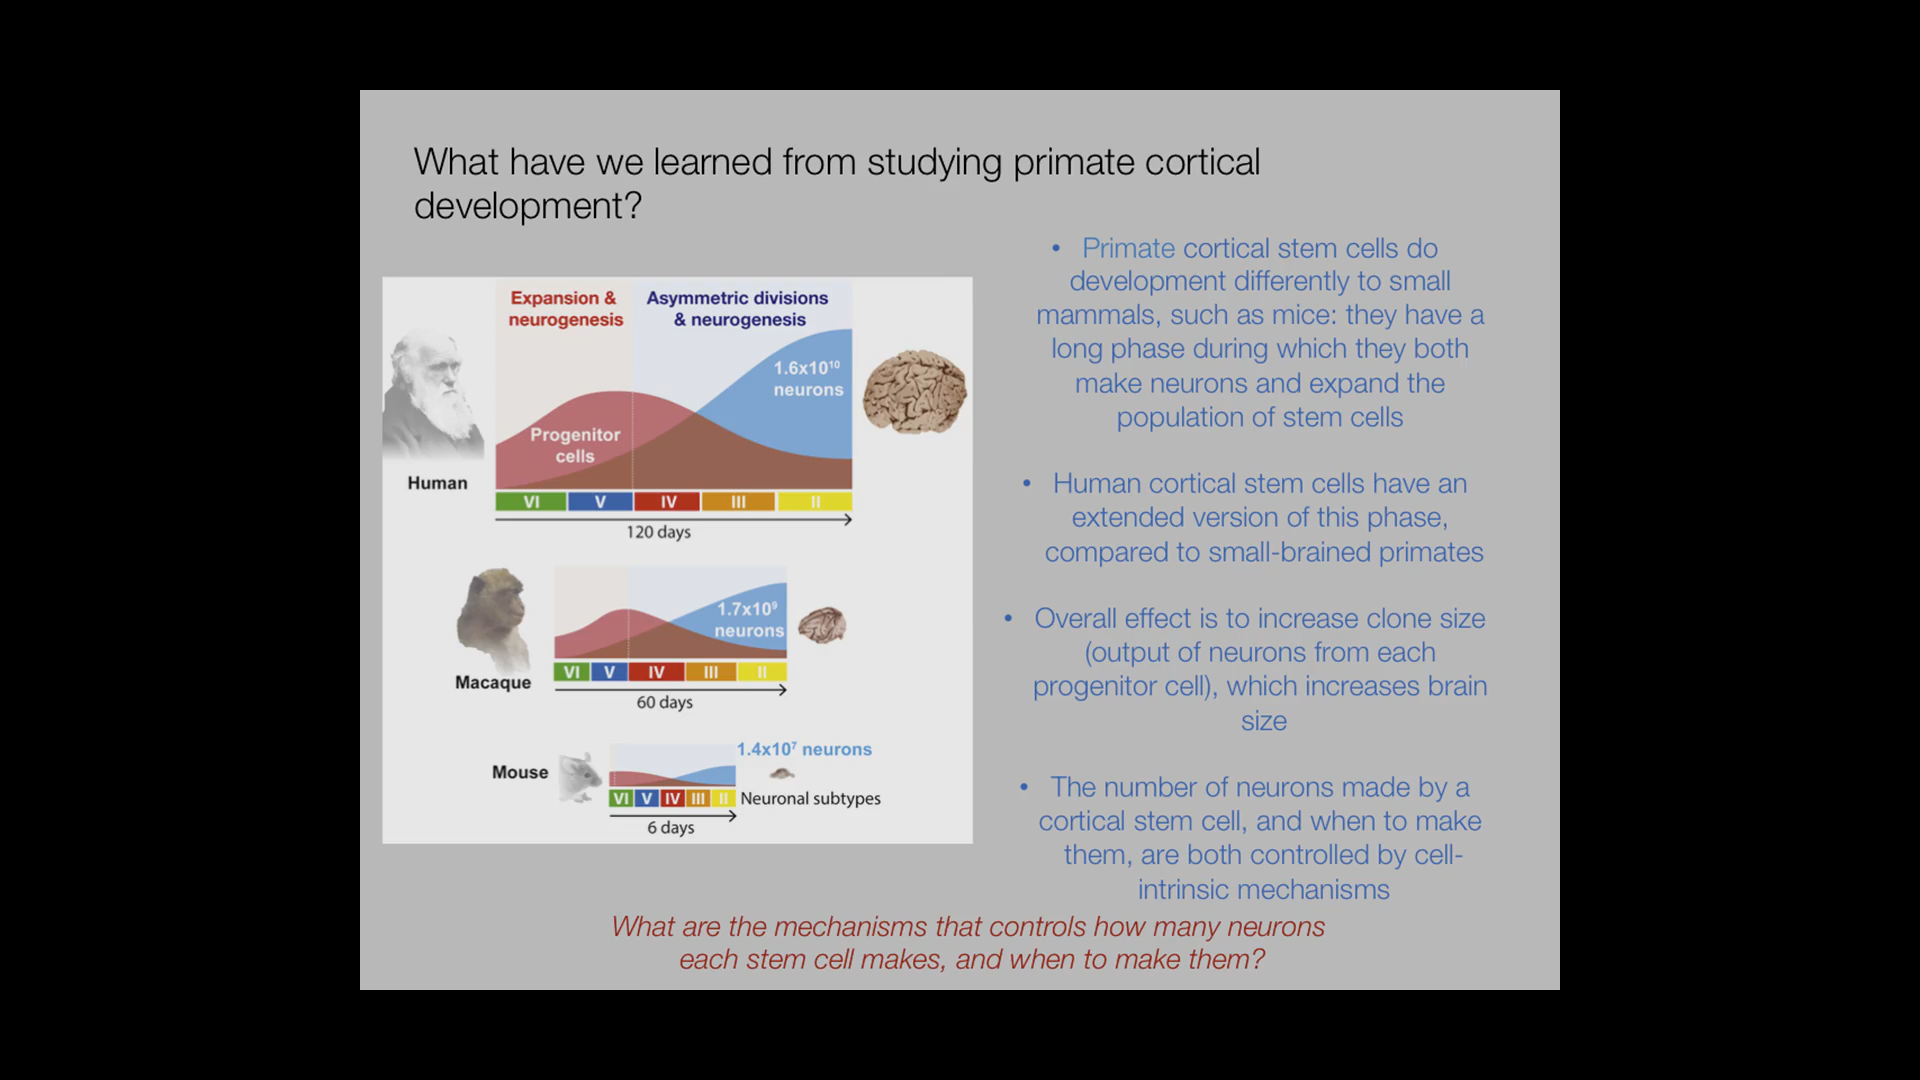 What have we learned from studying primate cortical
development?
Expansion &
neurogenesis
Asymmetric divisions
& neurogenesis
1.6x10¹⁰
neurons
Progenitor
cells
Human
VI V IV III II
120 days
1.7x10⁹
neurons
VI V IV III II
Macaque
60 days
1.4x10⁷ neurons
Mouse
VI V IV III II Neuronal subtypes
6 days
• Primate cortical stem cells do
development differently to small
mammals, such as mice: they have a
long phase during which they both
make neurons and expand the
population of stem cells
• Human cortical stem cells have an
extended version of this phase,
compared to small-brained primates
• Overall effect is to increase clone size
(output of neurons from each
progenitor cell), which increases brain
size
• The number of neurons made by a
cortical stem cell, and when to make
them, are both controlled by cell-
intrinsic mechanisms
What are the mechanisms that controls how many neurons
each stem cell makes, and when to make them?